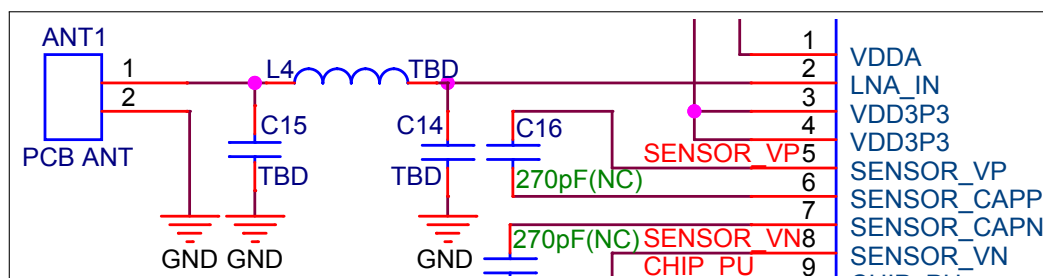 ANT1
1
2
PCB ANT
L4
TBD
C15
TBD
C14
TBD
C16
270pF(NC)
270pF(NC)
GND
GND
GND
SENSOR_VP
SENSOR_VN
CHIP_PU
1
VDDA
2
LNA_IN
3
VDD3P3
4
VDD3P3
5
SENSOR_VP
6
SENSOR_CAPP
7
SENSOR_CAPN
8
SENSOR_VN
9
CHIP_PU